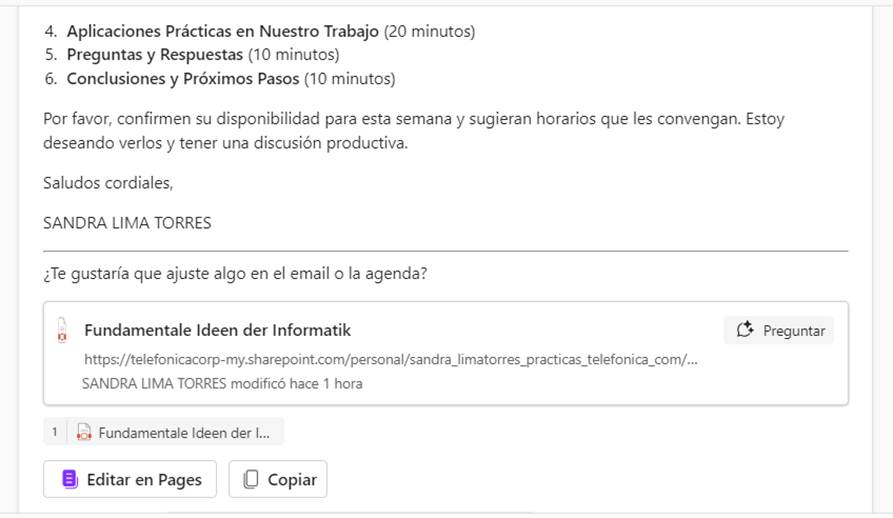 4. Aplicaciones Prácticas en Nuestro Trabajo (20 minutos)
5. Preguntas y Respuestas (10 minutos)
6. Conclusiones y Próximos Pasos (10 minutos)
Por favor, confirmen su disponibilidad para esta semana y sugieran horarios que les convengan. Estoy
deseando verlos y tener una discusión productiva.
Saludos cordiales,
SANDRA LIMA TORRES
¿Te gustaría que ajuste algo en el email o la agenda?
Fundamentale Ideen der Informatik
Preguntar
https://telefonicacorp-my.sharepoint.com/personal/sandra_limatorres_practicas_telefonica_com/...
SANDRA LIMA TORRES modificó hace 1 hora
1 Fundamentale Ideen der I...
Editar en Pages Copiar